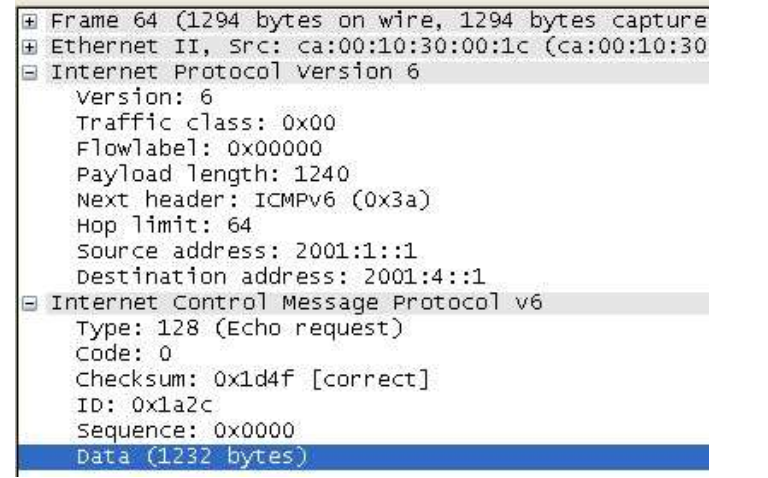 Frame 64 (1294 bytes on wire, 1294 bytes capture
Ethernet II, Src: ca:00:10:30:00:1c (ca:00:10:30
Internet Protocol Version 6
Version: 6
Traffic class: 0x00
Flowlabel: 0x00000
Payload length: 1240
Next header: ICMPv6 (0x3a)
Hop limit: 64
Source address: 2001:1::1
Destination address: 2001:4::1
Internet Control Message Protocol v6
Type: 128 (Echo request)
Code: 0
Checksum: 0x1d4f [correct]
ID: 0x1a2c
Sequence: 0x0000
Data (1232 bytes)